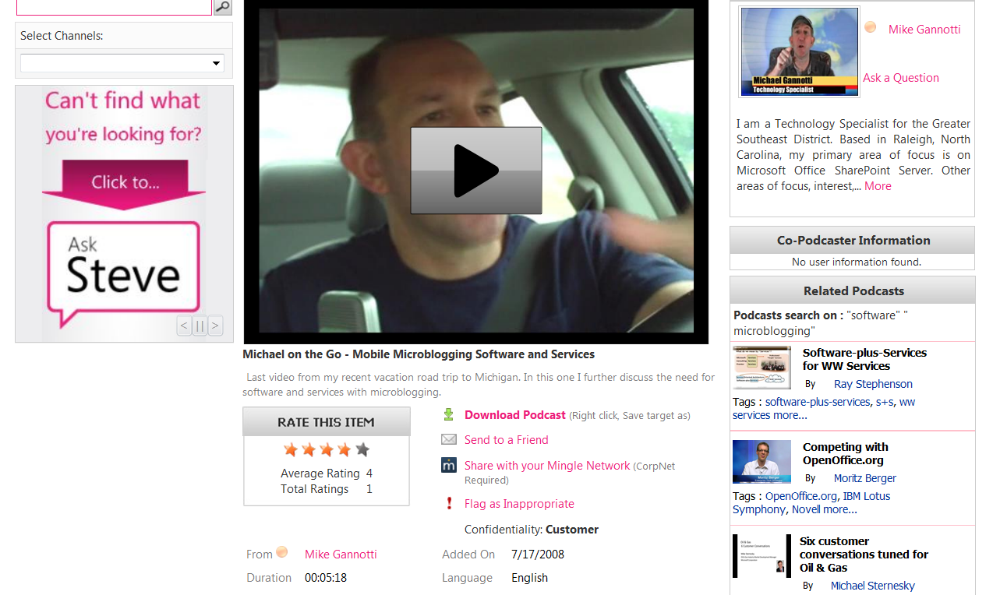 Select Channels:
Can't find what
you're looking for?
Click to...
Ask
Steve
< || >
Michael on the Go - Mobile Microblogging Software and Services
Last video from my recent vacation road trip to Michigan. In this one I further discuss the need for
software and services with microblogging.
RATE THIS ITEM
Average Rating 4
Total Ratings 1
Download Podcast (Right click, Save target as)
Send to a Friend
m
Share with your Mingle Network (CorpNet
Required)
! Flag as Inappropriate
Confidentiality: Customer
From Mike Gannotti
Added On 7/17/2008
Duration 00:05:18
Language English
Michael Gannotti
Technology Specialist
Mike Gannotti
Ask a Question
I am a Technology Specialist for the Greater
Southeast District. Based in Raleigh, North
Carolina, my primary area of focus is on
Microsoft Office SharePoint Server. Other
areas of focus, interest,... More
Co-Podcaster Information
No user information found.
Related Podcasts
Podcasts search on : "software" "
microblogging"
Software-plus-Services
for WW Services
By Ray Stephenson
Tags : software-plus-services, s+s, ww
services more...
Competing with
OpenOffice.org
By Moritz Berger
Moritz Berger
Tags : OpenOffice.org, IBM Lotus
Symphony, Novell more...
Six customer
conversations tuned for
Oil & Gas
By Michael Sternesky